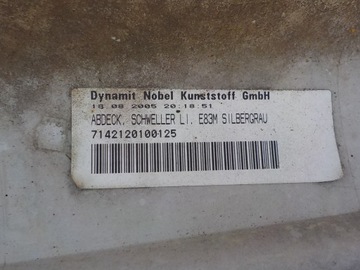 Dynamit Nobel Kunststoff GmbH
16.08 2005 20:18.51
ABDECK. SCHWELLER LI. E83M SILBERGRAU
7142120100125